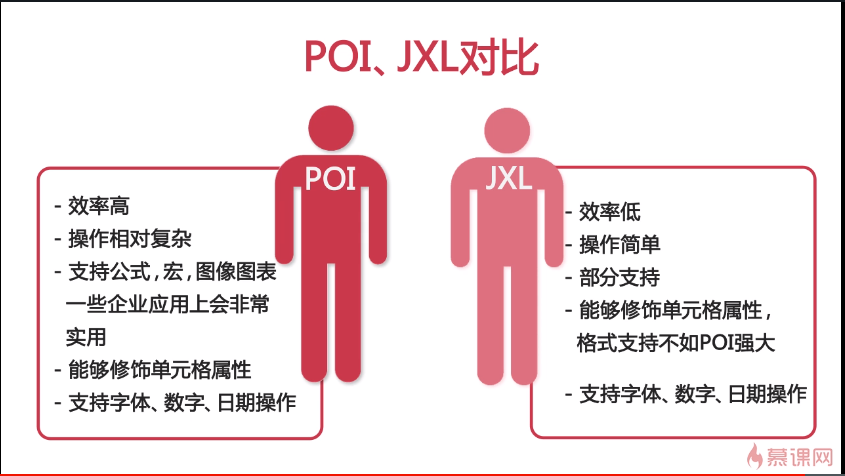 POI、JXL对比
POI
- 效率高
- 操作相对复杂
- 支持公式,宏,图像图表
一些企业应用上会非常
实用
- 能够修饰单元格属性
- 支持字体、数字、日期操作
JXL
- 效率低
- 操作简单
- 部分支持
- 能够修饰单元格属性,
格式支持不如POI强大
- 支持字体、数字、日期操作
慕课网